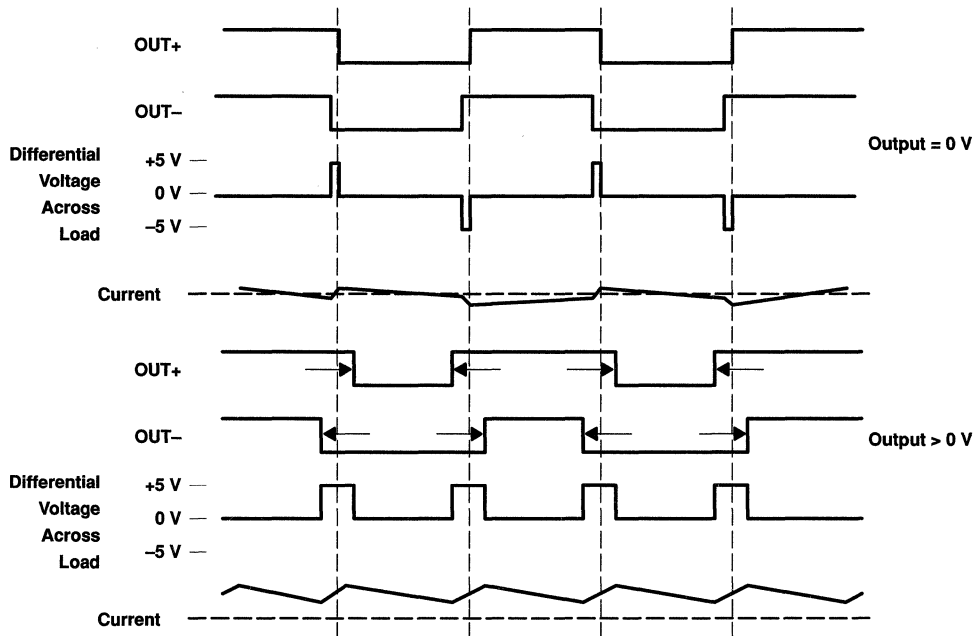 OUT+
OUT–
Output = 0 V
Differential
Voltage
Across
Load
+5 V
0 V
–5 V
Current
OUT+
OUT–
Output > 0 V
Differential
Voltage
Across
Load
+5 V
0 V
–5 V
Current